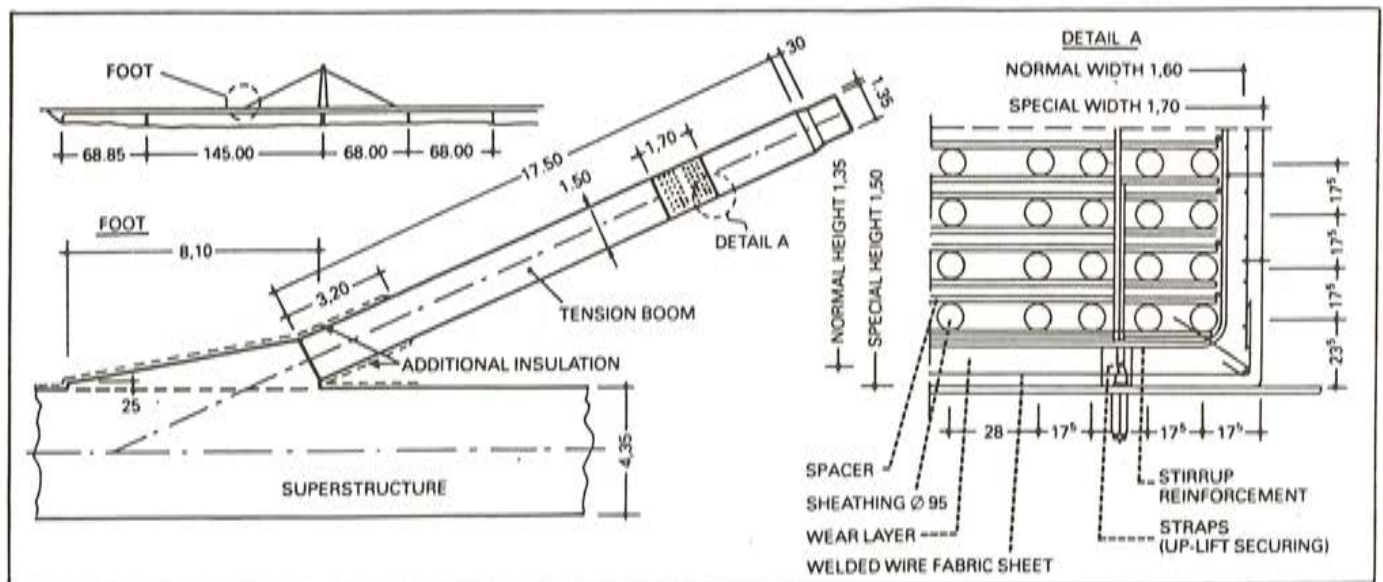 FOOT
68.85
145.00
68.00
68.00
FOOT
8,10
25
3,20
17.50
1.50
1,70
30
1.35
DETAIL A
TENSION BOOM
ADDITIONAL INSULATION
SUPERSTRUCTURE
4,35
DETAIL A
NORMAL WIDTH 1,60
SPECIAL WIDTH 1,70
NORMAL HEIGHT 1,35
SPECIAL HEIGHT 1,50
17⁵
17⁵
23⁵
28
17⁵
17⁵
17⁵
SPACER
SHEATHING Ø 95
WEAR LAYER
WELDED WIRE FABRIC SHEET
STIRRUP
REINFORCEMENT
STRAPS
(UP-LIFT SECURING)